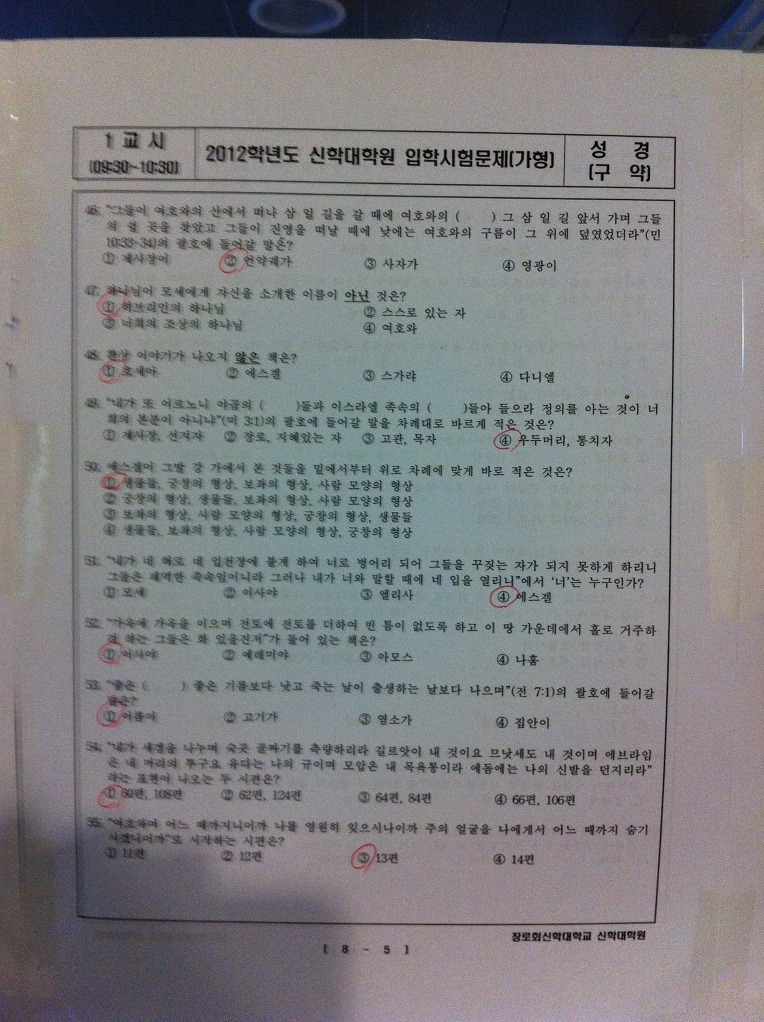 1 교 시
(09:30~10:30)
2012학년도 신학대학원 입학시험문제(가형)
성 경
(구 약)
46. "그들이 여호와의 산에서 떠나 삼 일 길을 갈 때에 여호와의 ( ) 그 삼 일 길 앞서 가며 그들
의 쉴 곳을 찾았고 그들이 진영을 떠날 때에 낮에는 여호와의 구름이 그 위에 덮였었더라"(민
10:33-34)의 괄호에 들어갈 말은?
① 제사장이 ② 언약궤가 ③ 사자가 ④ 영광이
47. 하나님이 모세에게 자신을 소개한 이름이 아닌 것은?
① 히브리인의 하나님 ② 스스로 있는 자
③ 너희의 조상의 하나님 ④ 여호와
48. 환상 이야기가 나오지 않은 책은?
① 호세아 ② 에스겔 ③ 스가랴 ④ 다니엘
49. "내가 또 이르노니 야곱의 ( )들과 이스라엘 족속의 ( )들아 들으라 정의를 아는 것이 너
희의 본분이 아니냐"(미 3:1)의 괄호에 들어갈 말을 차례대로 바르게 적은 것은?
① 제사장, 선지자 ② 장로, 지혜있는 자 ③ 고관, 목자 ④ 우두머리, 통치자
50. 에스겔이 그발 강 가에서 본 것들을 밑에서부터 위로 차례에 맞게 바로 적은 것은?
① 생물들, 궁창의 형상, 보좌의 형상, 사람 모양의 형상
② 궁창의 형상, 생물들, 보좌의 형상, 사람 모양의 형상
③ 보좌의 형상, 사람 모양의 형상, 궁창의 형상, 생물들
④ 생물들, 보좌의 형상, 사람 모양의 형상, 궁창의 형상
51. "내가 네 혀로 네 입천장에 붙게 하여 너로 벙어리 되어 그들을 꾸짖는 자가 되지 못하게 하리니
그들은 패역한 족속임이니라 그러나 내가 너와 말할 때에 네 입을 열리니"에서 '너'는 누구인가?
① 모세 ② 이사야 ③ 엘리사 ④ 에스겔
52. "가옥에 가옥을 이으며 전토에 전토를 더하여 빈 틈이 없도록 하고 이 땅 가운데에서 홀로 거주하
려 하는 그들은 화 있을진저"가 들어 있는 책은?
① 이사야 ② 예레미야 ③ 아모스 ④ 나훔
53. "좋은 ( ) 좋은 기름보다 낫고 죽는 날이 출생하는 날보다 나으며"(전 7:1)의 괄호에 들어갈
말은?
① 이름이 ② 고기가 ③ 염소가 ④ 집안이
54. "내가 세겜을 나누며 숙곳 골짜기를 측량하리라 길르앗이 내 것이요 므낫세도 내 것이며 에브라임
은 내 머리의 투구요 유다는 나의 규이며 모압은 내 목욕통이라 에돔에는 나의 신발을 던지리라"
라는 표현이 나오는 두 시편은?
① 60편, 108편 ② 62편, 124편 ③ 64편, 84편 ④ 66편, 106편
55. "여호와여 어느 때까지니이까 나를 영원히 잊으시나이까 주의 얼굴을 나에게서 어느 때까지 숨기
시겠나이까"로 시작하는 시편은?
① 11편 ② 12편 ③ 13편 ④ 14편
장로회신학대학교 신학대학원
[ 8 - 5 ]